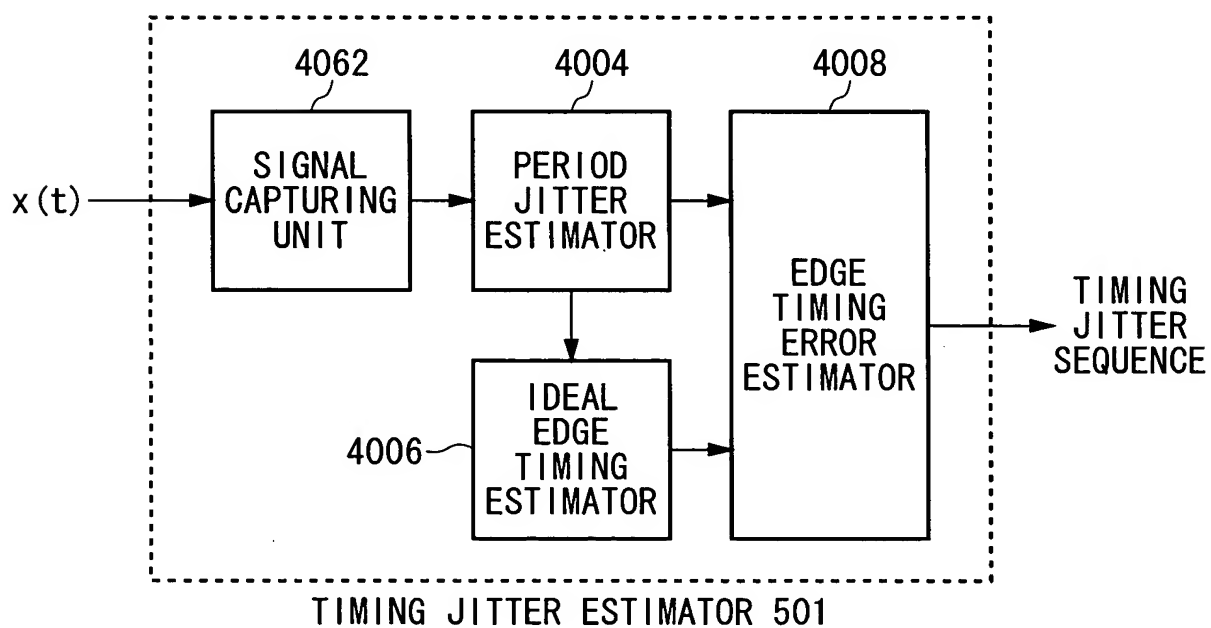 4062
4004
4008
x(t)
SIGNAL
CAPTURING
UNIT
PERIOD
JITTER
ESTIMATOR
EDGE
TIMING
ERROR
ESTIMATOR
TIMING
JITTER
SEQUENCE
4006
IDEAL
EDGE
TIMING
ESTIMATOR
TIMING JITTER ESTIMATOR 501